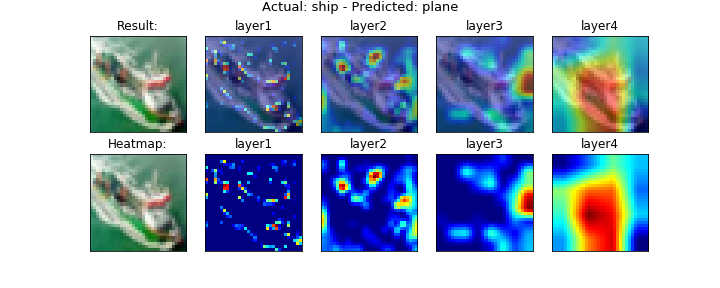 Actual: ship - Predicted: plane
Result: layer1 layer2 layer3 layer4
Heatmap: layer1 layer2 layer3 layer4